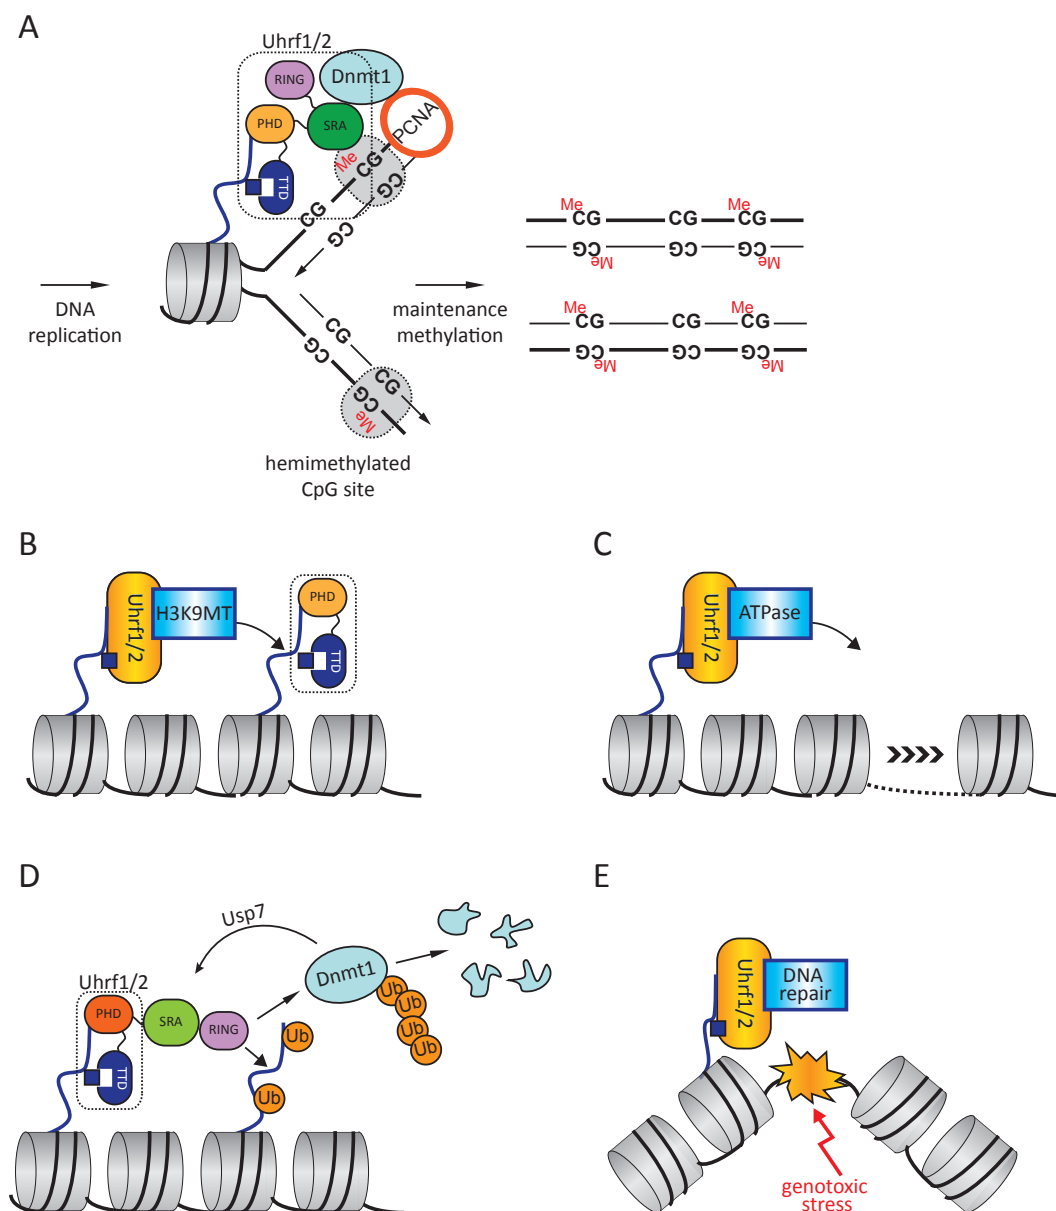 A
Uhrf1/2
RING
Dnmt1
PHD
SRA
PCNA
TTD
Me
CG
CG
CG
CG
DNA
replication
maintenance
methylation
CG
CG
CG
CG
Me
hemimethylated
CpG site
Me
Me
CG
CG
CG
CG
CG
CG
Me
Me
Me
Me
CG
CG
CG
CG
CG
CG
Me
Me
B
Uhrf1/2
H3K9MT
PHD
TTD
C
Uhrf1/2
ATPase
D
Usp7
Dnmt1
Uhrf1/2
PHD
SRA
RING
TTD
Ub
Ub
Ub
Ub
Ub
Ub
E
Uhrf1/2
DNA
repair
genotoxic
stress